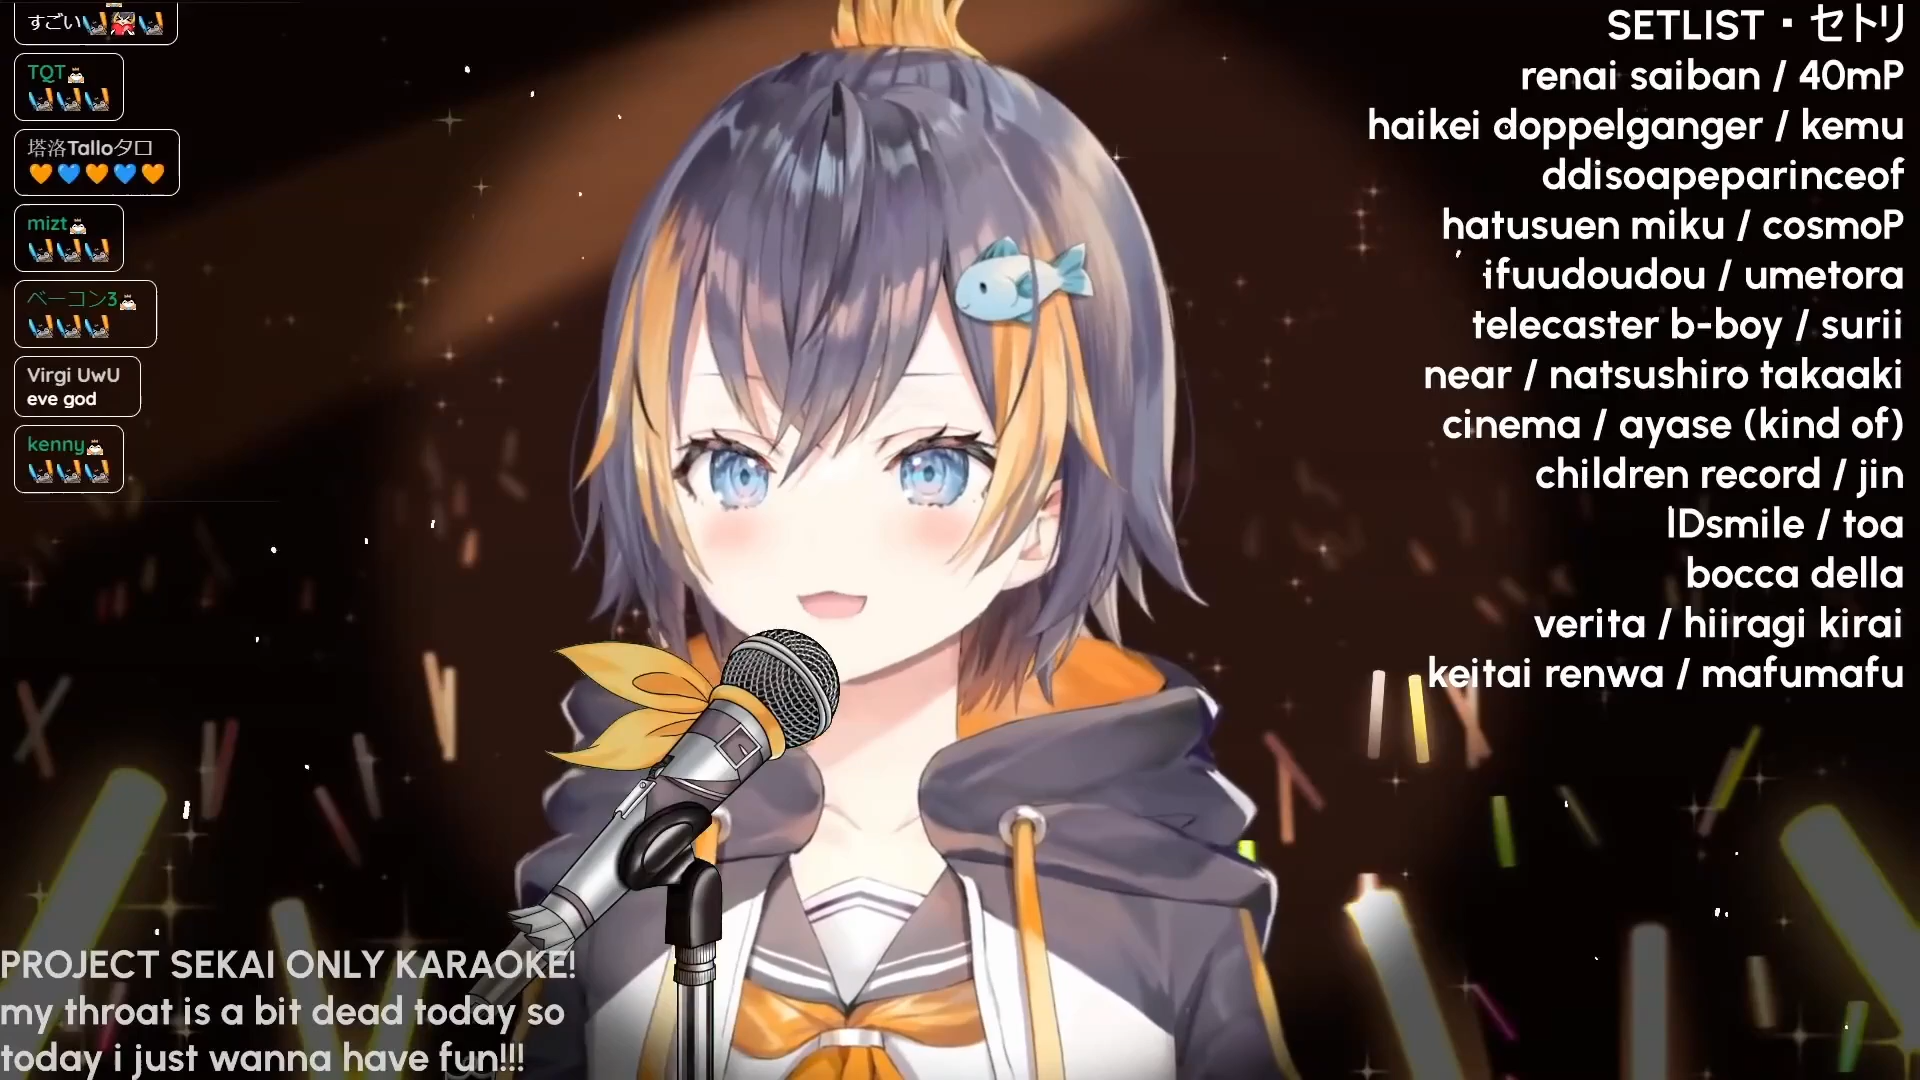 すごい
TQT
塔洛Talloタロ
mizt
ベーコン3
Virgi UwU
eve god
kenny
SETLIST・セトリ
renai saiban / 40mP
haikei doppelganger / kemu
ddisoapeparinceof
hatusuen miku / cosmoP
ifuudoudou / umetora
telecaster b-boy / surii
near / natsushiro takaaki
cinema / ayase (kind of)
children record / jin
IDsmile / toa
bocca della
verita / hiiragi kirai
keitai renwa / mafumafu
PROJECT SEKAI ONLY KARAOKE!
my throat is a bit dead today so
today i just wanna have fun!!!